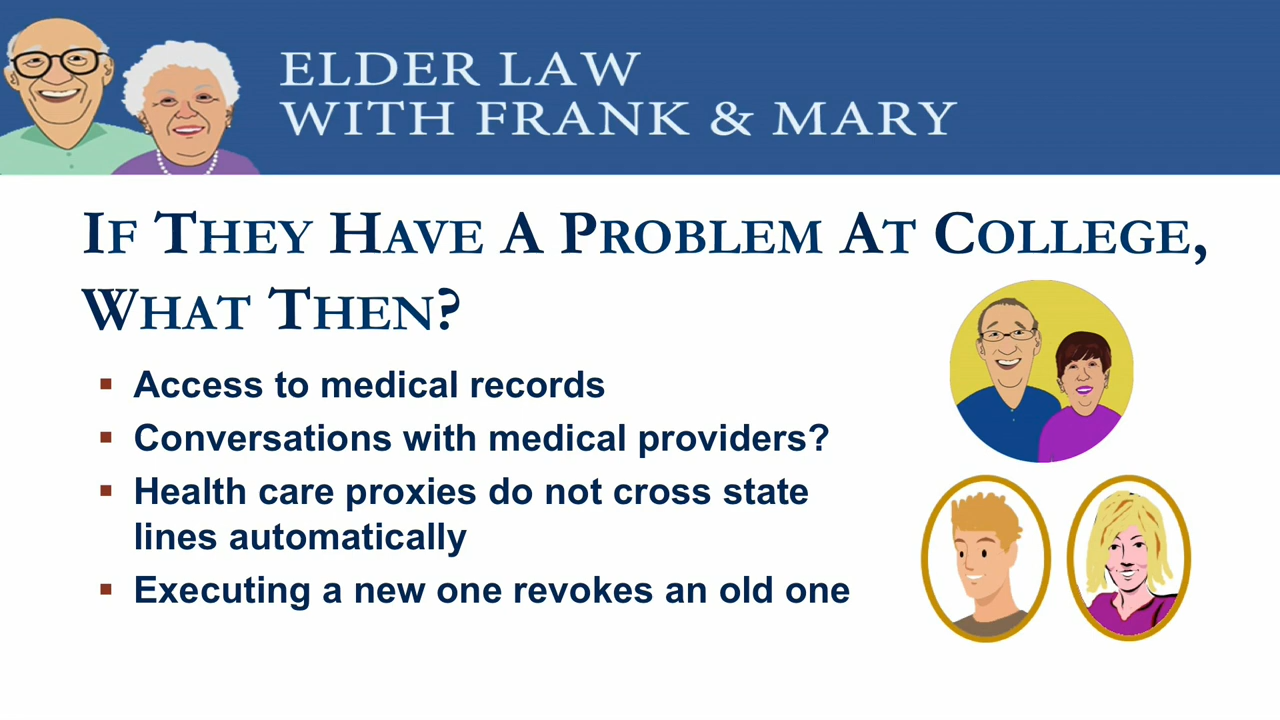 ELDER LAW
WITH FRANK & MARY
IF THEY HAVE A PROBLEM AT COLLEGE,
WHAT THEN?
▪ Access to medical records
▪ Conversations with medical providers?
▪ Health care proxies do not cross state
lines automatically
▪ Executing a new one revokes an old one